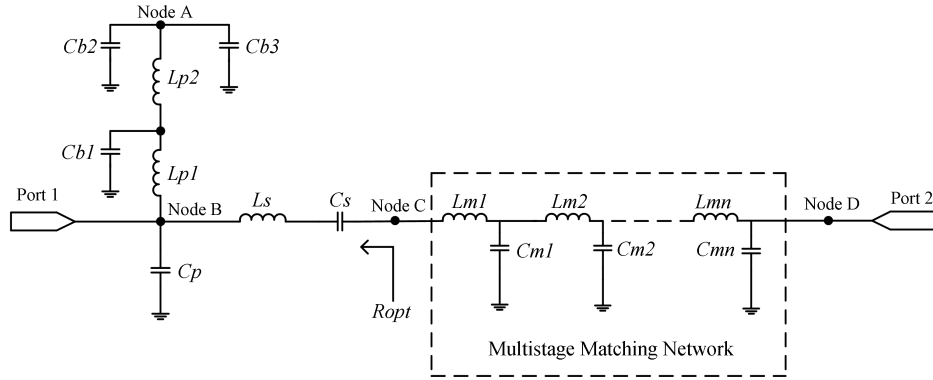 Node A
Cb2
Cb3
Lp2
Cb1
Lp1
Port 1
Node B
Ls
Cs
Node C
Lm1
Lm2
Lmn
Node D
Port 2
Cp
Cm1
Cm2
Cmn
Ropt
Multistage Matching Network